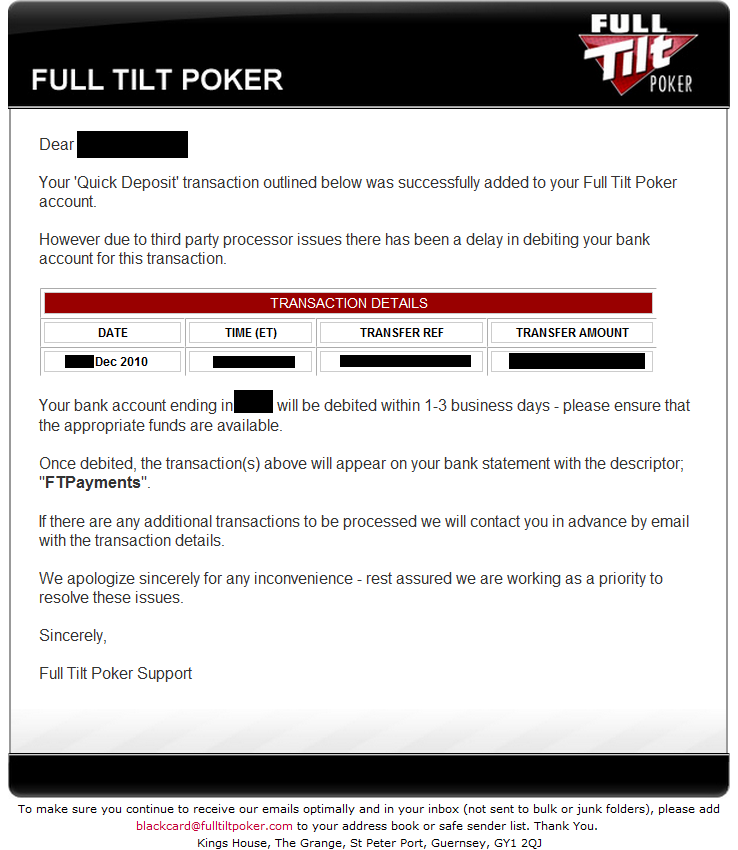 FULL TILT POKER
FULL
Tilt
POKER
Dear
Your 'Quick Deposit' transaction outlined below was successfully added to your Full Tilt Poker
account.
However due to third party processor issues there has been a delay in debiting your bank
account for this transaction.
TRANSACTION DETAILS
DATE TIME (ET) TRANSFER REF TRANSFER AMOUNT
Dec 2010
Your bank account ending in will be debited within 1-3 business days - please ensure that
the appropriate funds are available.
Once debited, the transaction(s) above will appear on your bank statement with the descriptor;
"FTPayments".
If there are any additional transactions to be processed we will contact you in advance by email
with the transaction details.
We apologize sincerely for any inconvenience - rest assured we are working as a priority to
resolve these issues.
Sincerely,
Full Tilt Poker Support
To make sure you continue to receive our emails optimally and in your inbox (not sent to bulk or junk folders), please add
blackcard@fulltiltpoker.com to your address book or safe sender list. Thank You.
Kings House, The Grange, St Peter Port, Guernsey, GY1 2QJ